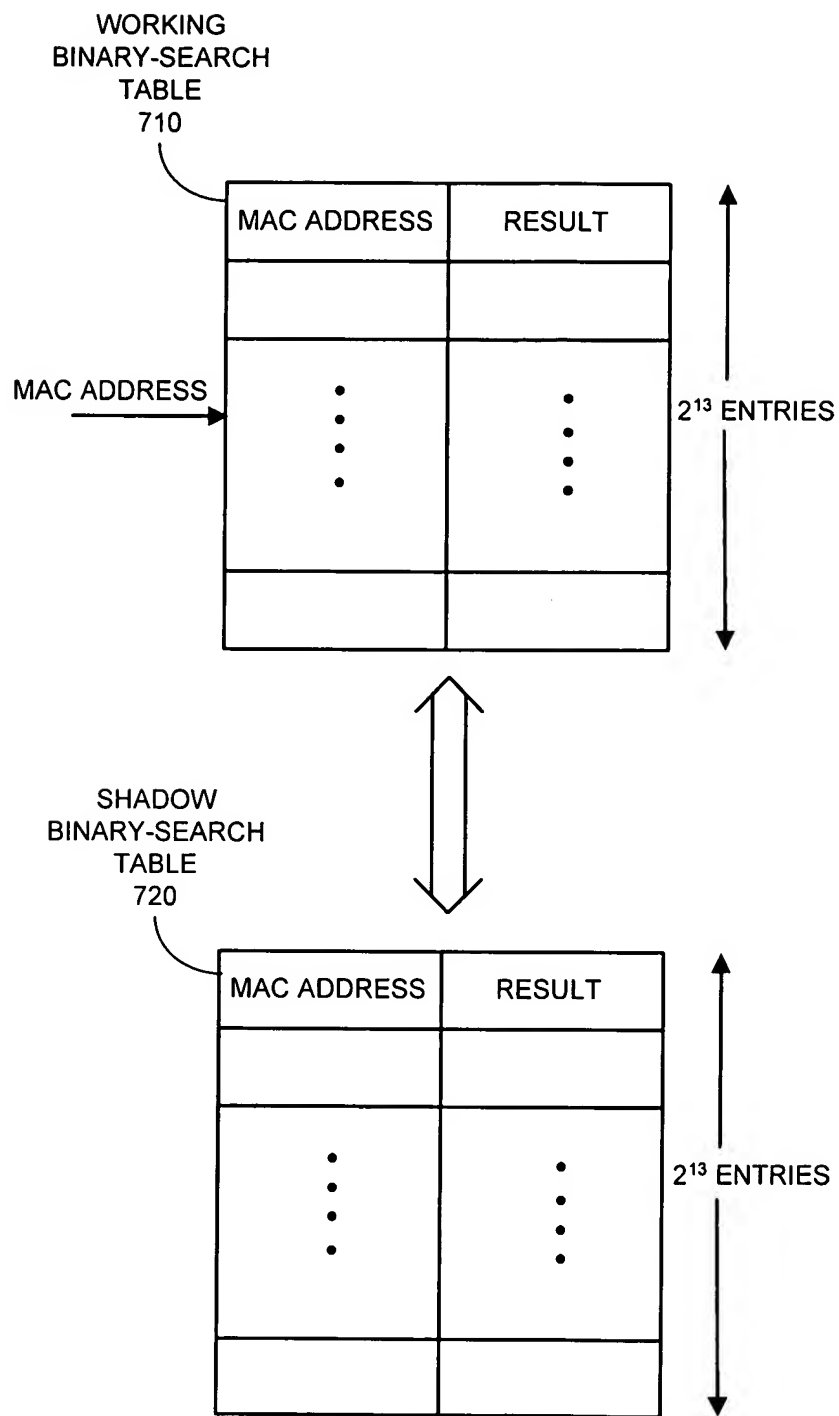 WORKING
BINARY-SEARCH
TABLE
710
MAC ADDRESS RESULT
MAC ADDRESS
2¹³ ENTRIES
SHADOW
BINARY-SEARCH
TABLE
720
MAC ADDRESS RESULT
2¹³ ENTRIES